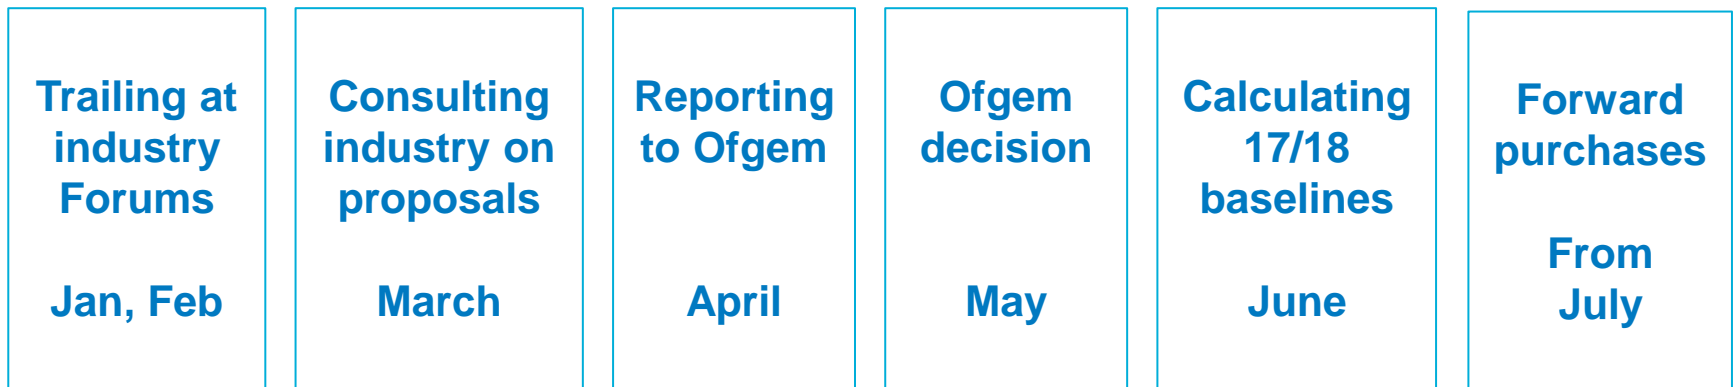 Trailing at
industry
Forums
Jan, Feb
Consulting
industry on
proposals
March
Reporting
to Ofgem
April
Ofgem
decision
May
Calculating
17/18
baselines
June
Forward
purchases
From
July